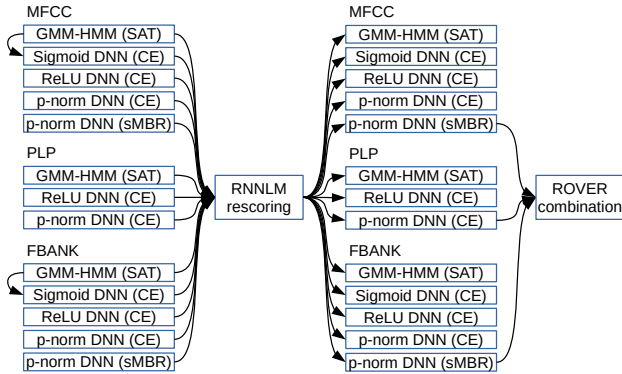 MFCC
GMM-HMM (SAT)
Sigmoid DNN (CE)
ReLU DNN (CE)
p-norm DNN (CE)
p-norm DNN (sMBR)
PLP
GMM-HMM (SAT)
ReLU DNN (CE)
p-norm DNN (CE)
FBANK
GMM-HMM (SAT)
Sigmoid DNN (CE)
ReLU DNN (CE)
p-norm DNN (CE)
p-norm DNN (sMBR)
RNNLM
rescoring
MFCC
GMM-HMM (SAT)
Sigmoid DNN (CE)
ReLU DNN (CE)
p-norm DNN (CE)
p-norm DNN (sMBR)
PLP
GMM-HMM (SAT)
ReLU DNN (CE)
p-norm DNN (CE)
FBANK
GMM-HMM (SAT)
Sigmoid DNN (CE)
ReLU DNN (CE)
p-norm DNN (CE)
p-norm DNN (sMBR)
ROVER
combination